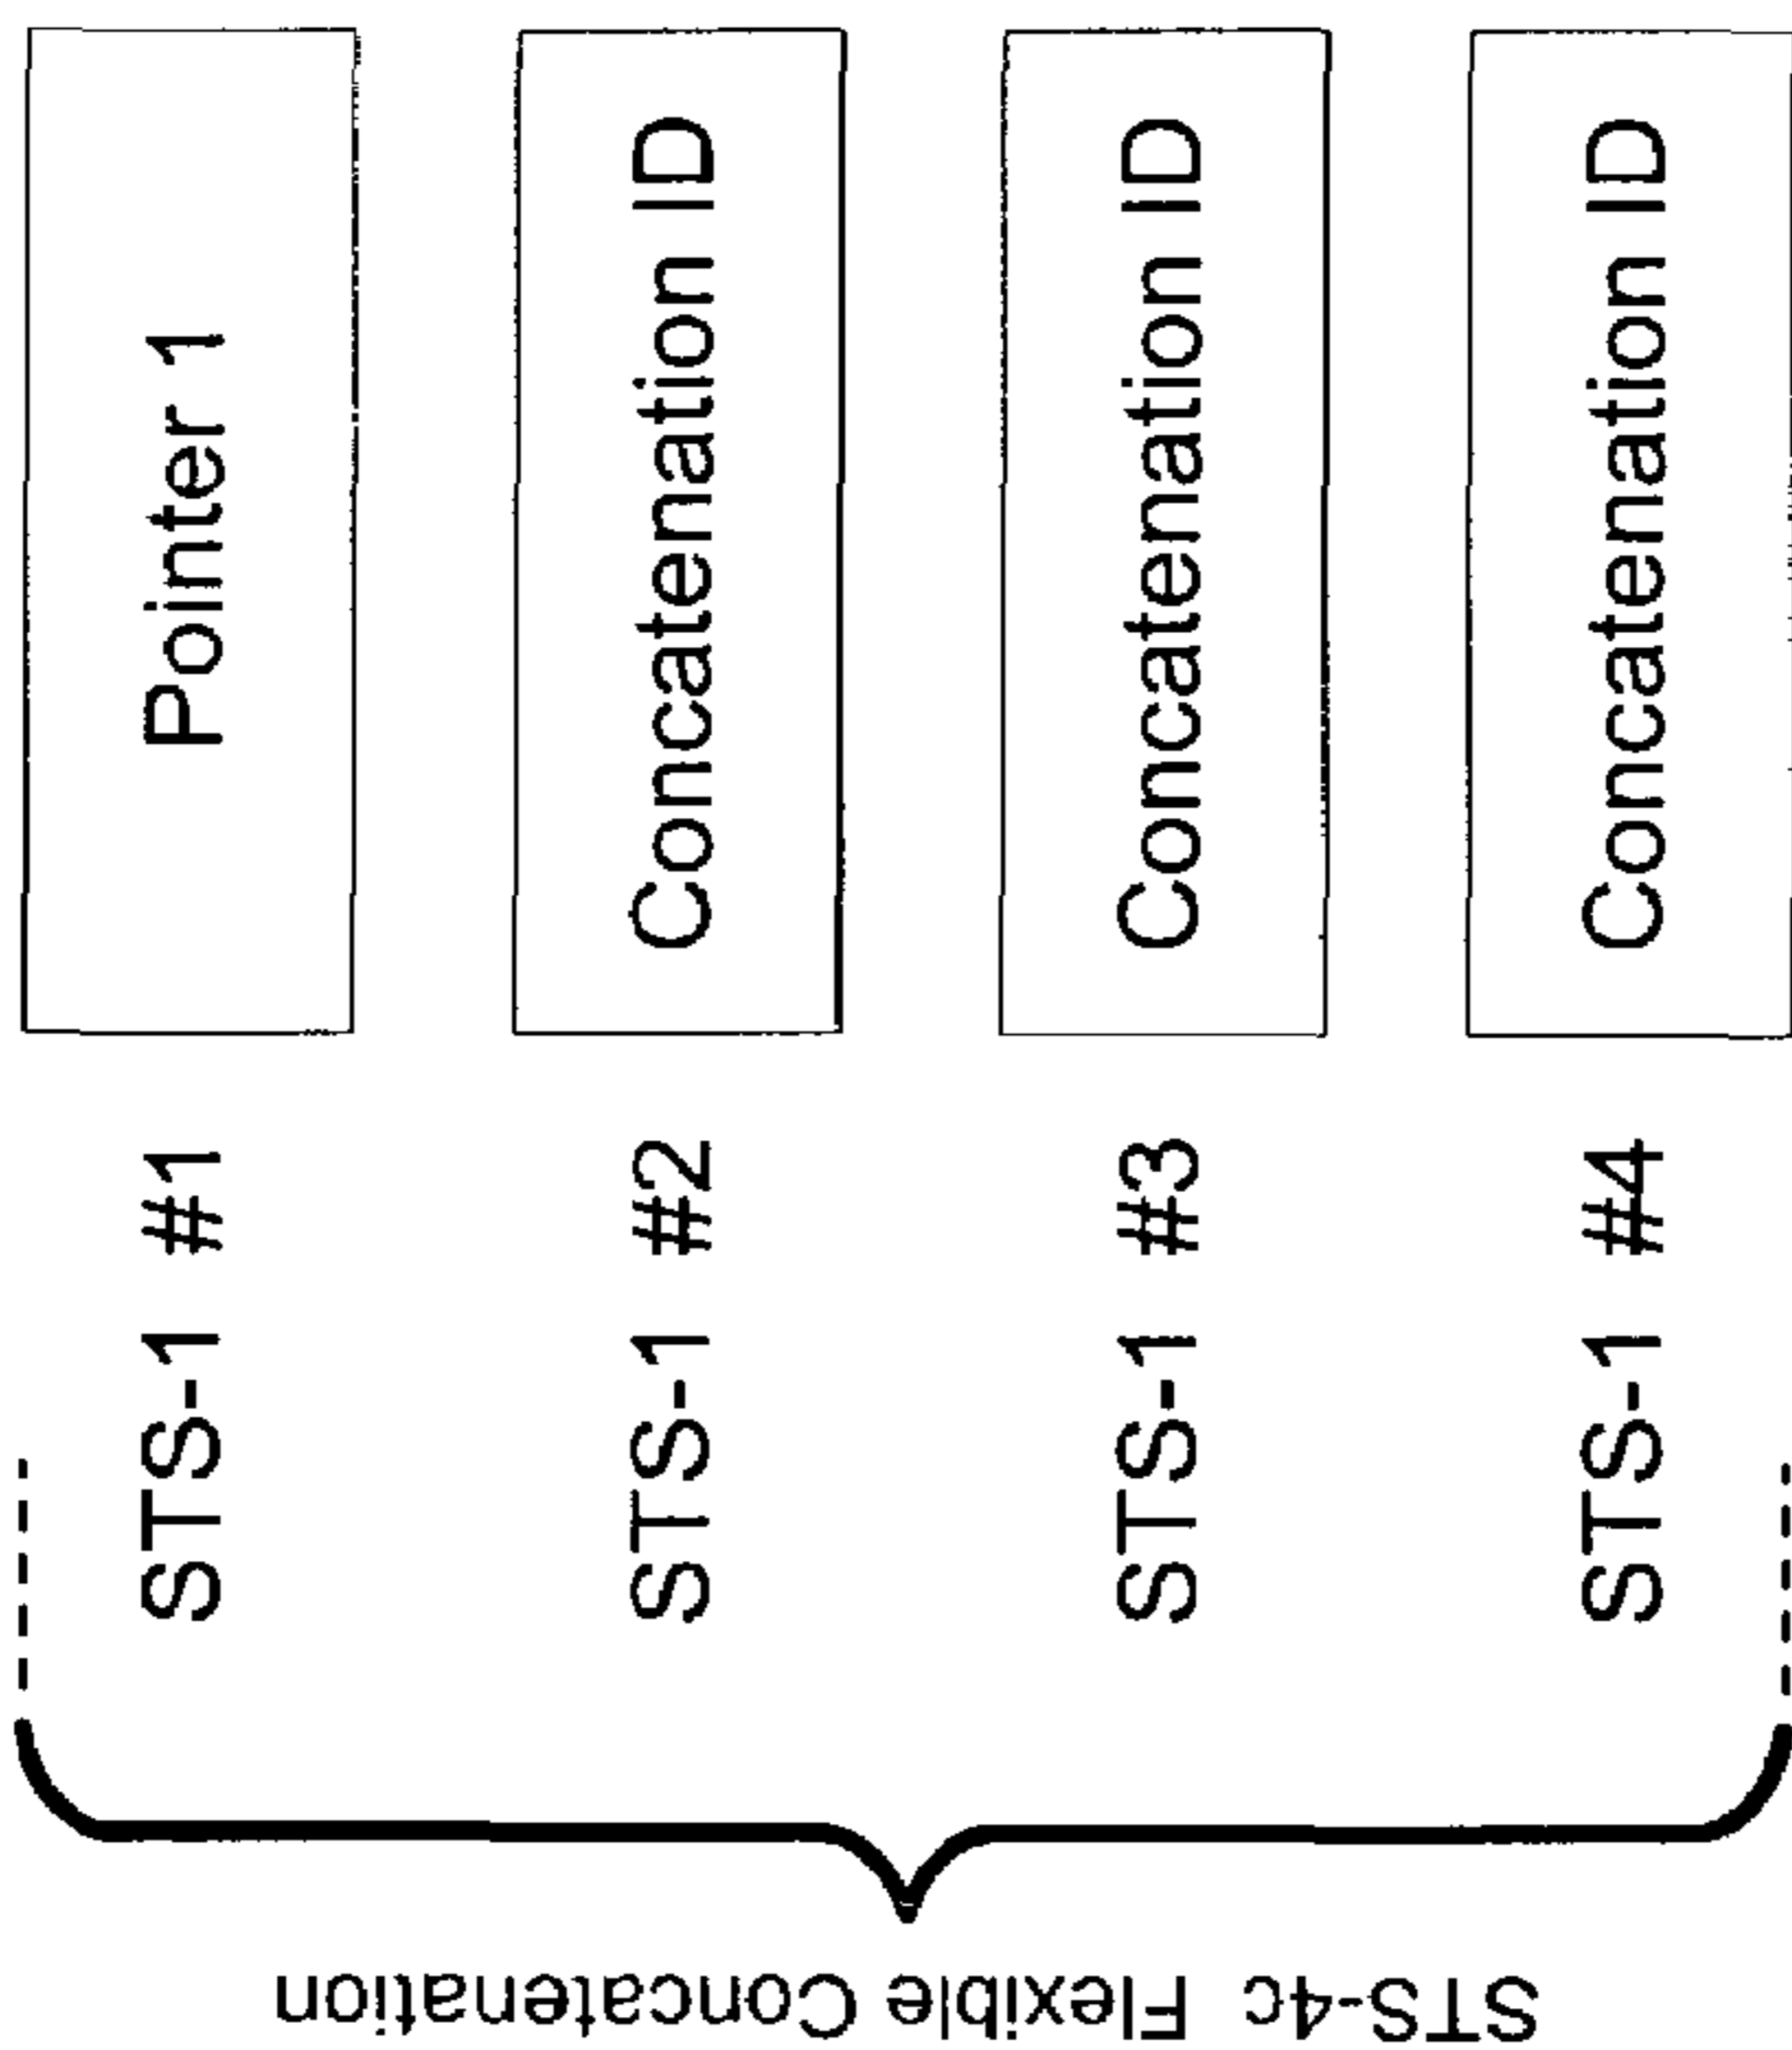 STS-4c Flexible Concatenation
STS-1 #1 Pointer 1
STS-1 #2 Concatenation ID
STS-1 #3 Concatenation ID
STS-1 #4 Concatenation ID